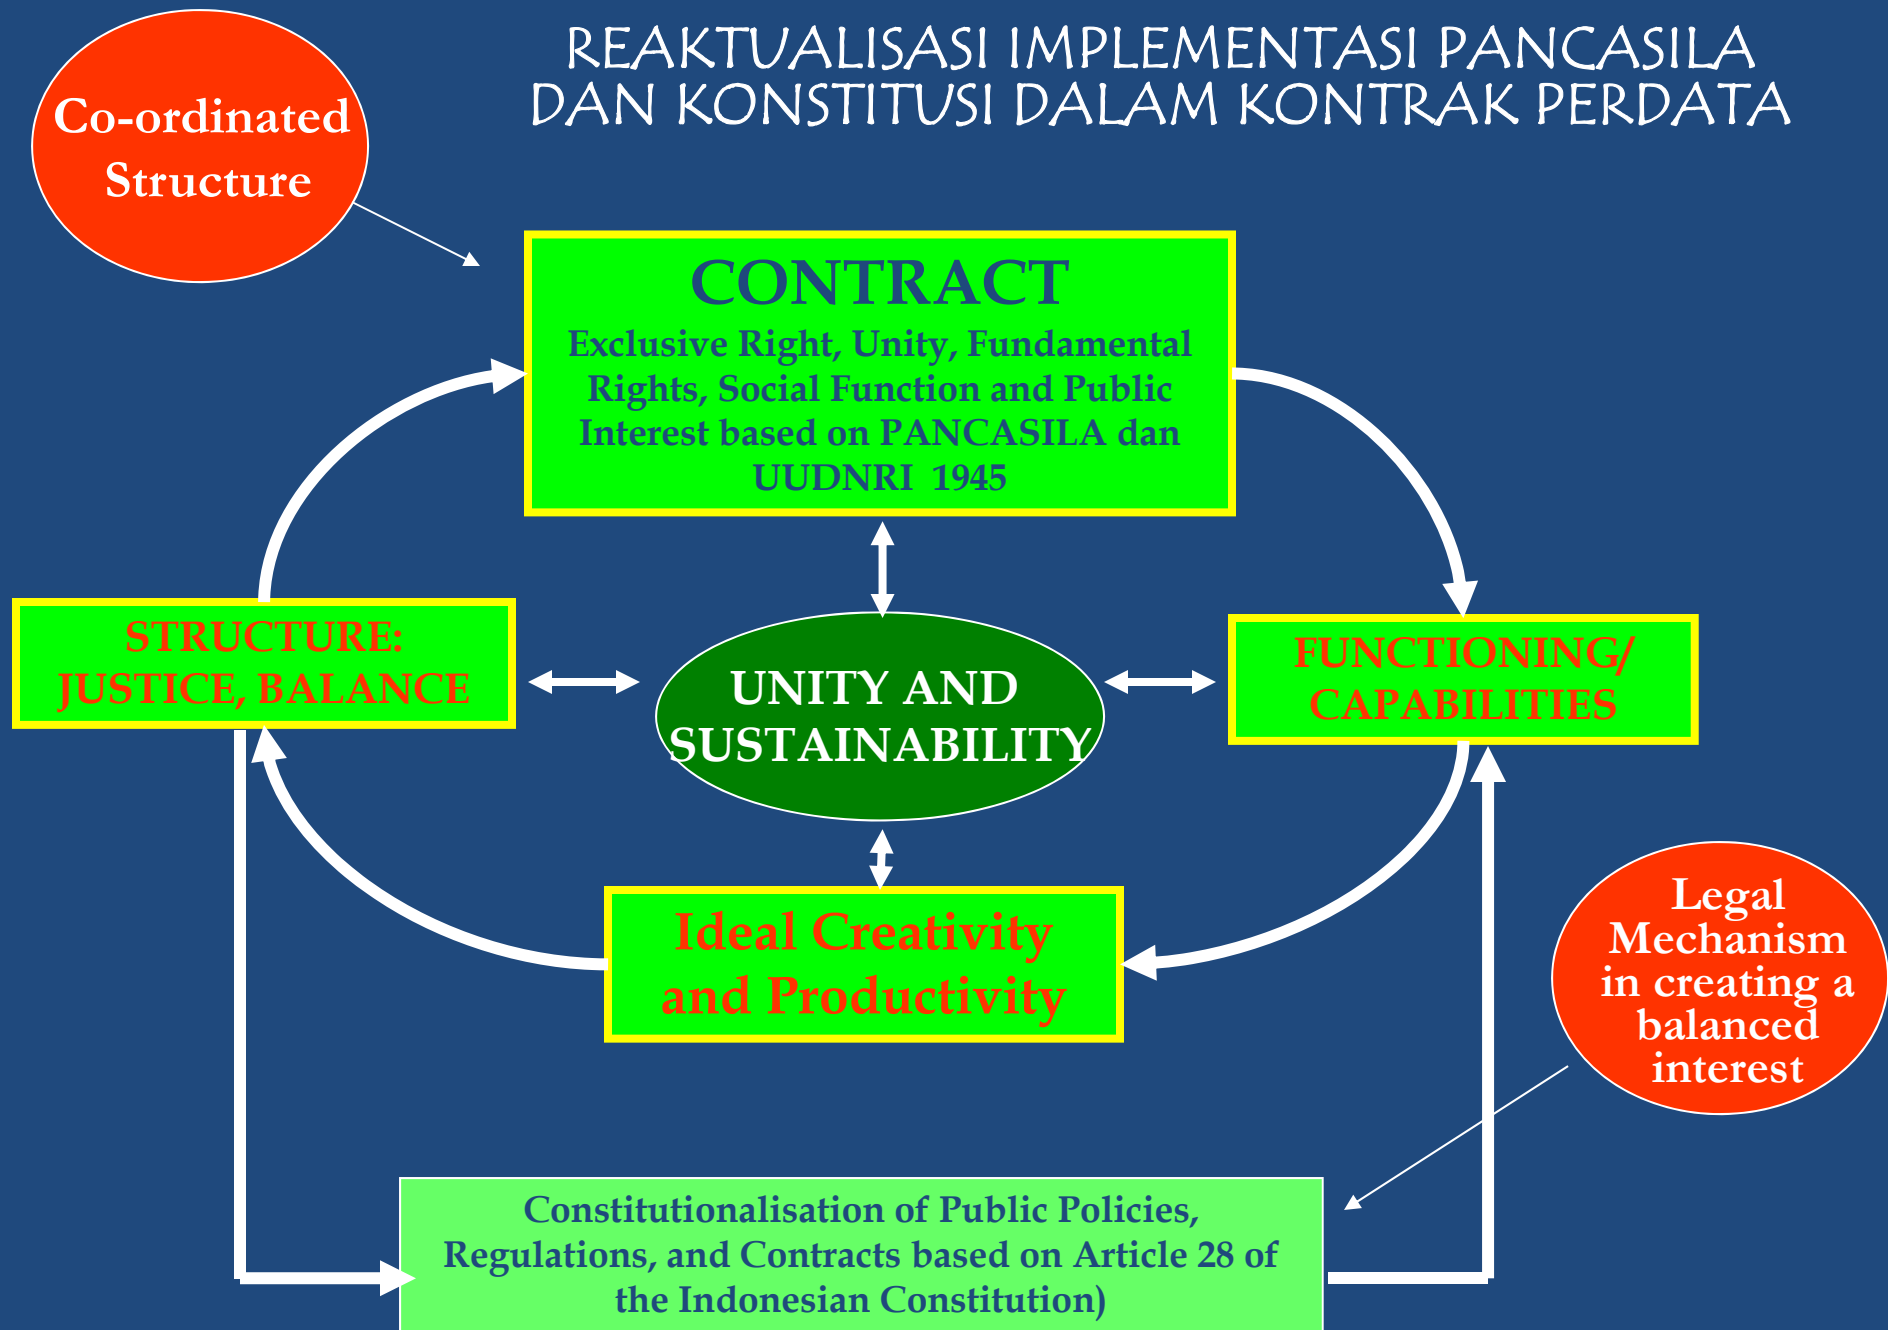 REAKTUALISASI IMPLEMENTASI PANCASILA
DAN KONSTITUSI DALAM KONTRAK PERDATA
Co-ordinated
Structure
CONTRACT
Exclusive Right, Unity, Fundamental
Rights, Social Function and Public
Interest based on PANCASILA dan
UUDNRI 1945
STRUCTURE:
JUSTICE, BALANCE
UNITY AND
SUSTAINABILITY
FUNCTIONING/
CAPABILITIES
Ideal Creativity
and Productivity
Legal
Mechanism
in creating a
balanced
interest
Constitutionalisation of Public Policies,
Regulations, and Contracts based on Article 28 of
the Indonesian Constitution)